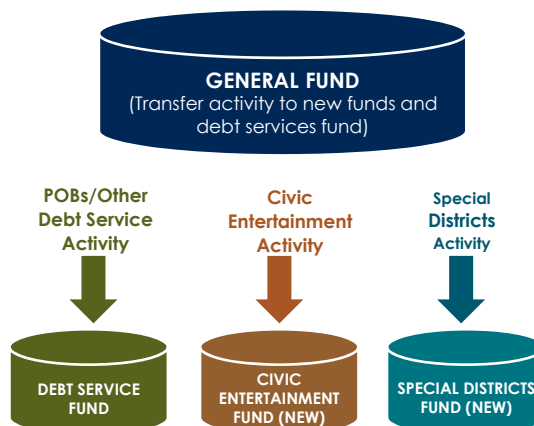 GENERAL FUND
(Transfer activity to new funds and
debt services fund)
POBs/Other
Debt Service
Activity
Civic
Entertainment
Activity
Special
Districts
Activity
DEBT SERVICE
FUND
CIVIC
ENTERTAINMENT
FUND (NEW)
SPECIAL DISTRICTS
FUND (NEW)